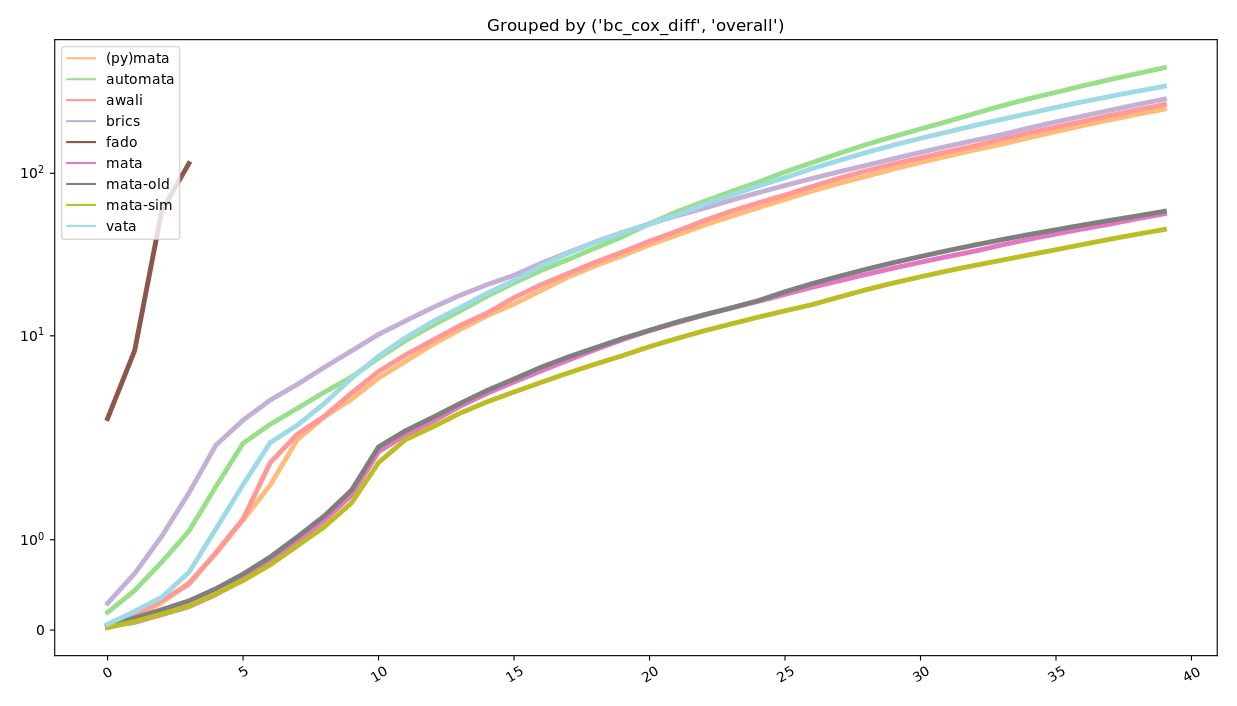 Grouped by ('bc_cox_diff', 'overall')
(py)mata
automata
awali
brics
fado
mata
mata-old
mata-sim
vata
10²
10¹
10⁰
0
0 5 10 15 20 25 30 35 40